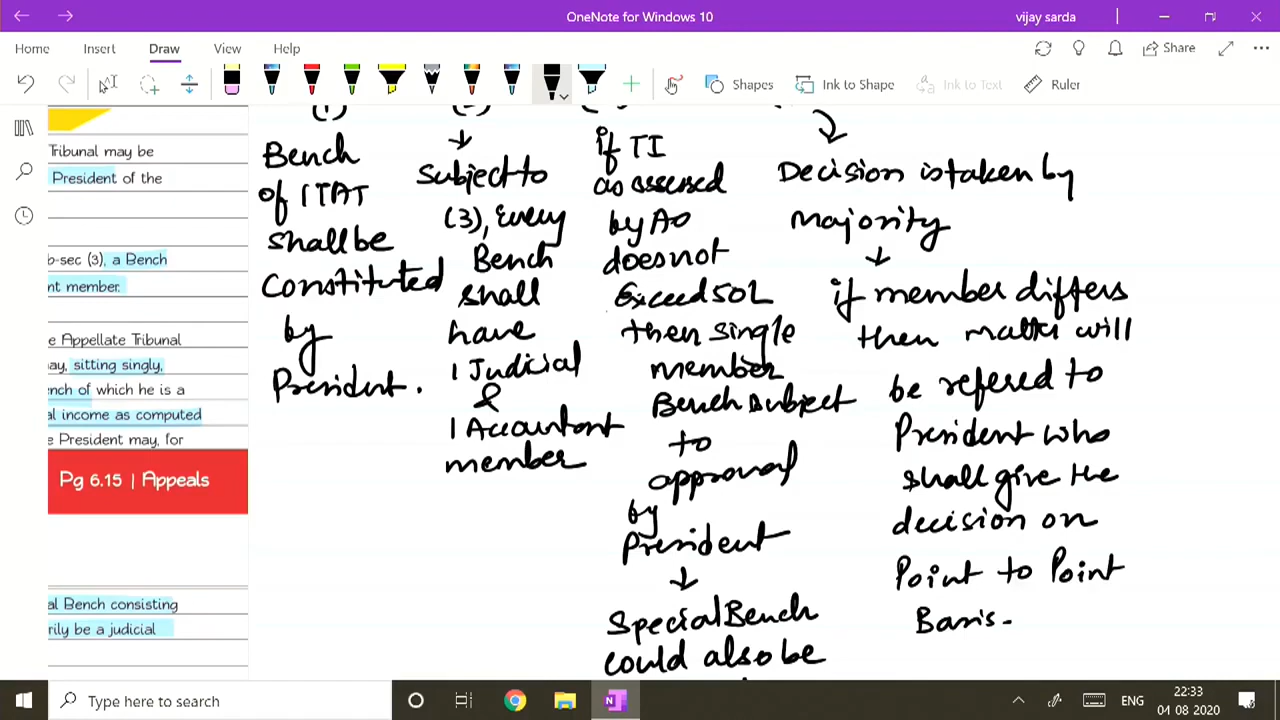 OneNote for Windows 10
vijay sarda
Home Insert Draw View Help
Share
Shapes
Ink to Shape
Ink to Text
Ruler
Tribunal may be
President of the
b-sec (3), a Bench
nt member.
e Appellate Tribunal
ay, sitting singly,
ench of which he is a
al income as computed
e President may, for
Pg 6.15 | Appeals
al Bench consisting
rily be a judicial
(1)
Bench
of ITAT
shall be
constituted
by
President.
Subject to
(3), Every
Bench
shall
have
1 Judicial
&
1 Accountant
member
if TI
as assessed
by AO
does not
Exceed 50L
then single
member
Bench subject
to
approval
by
President
Special Bench
could also be
Decision is taken by
majority
if member differs
then matter will
be refered to
President who
shall give the
decision on
Point to Point
Basis.
Type here to search
ENG
22:33
04-08-2020